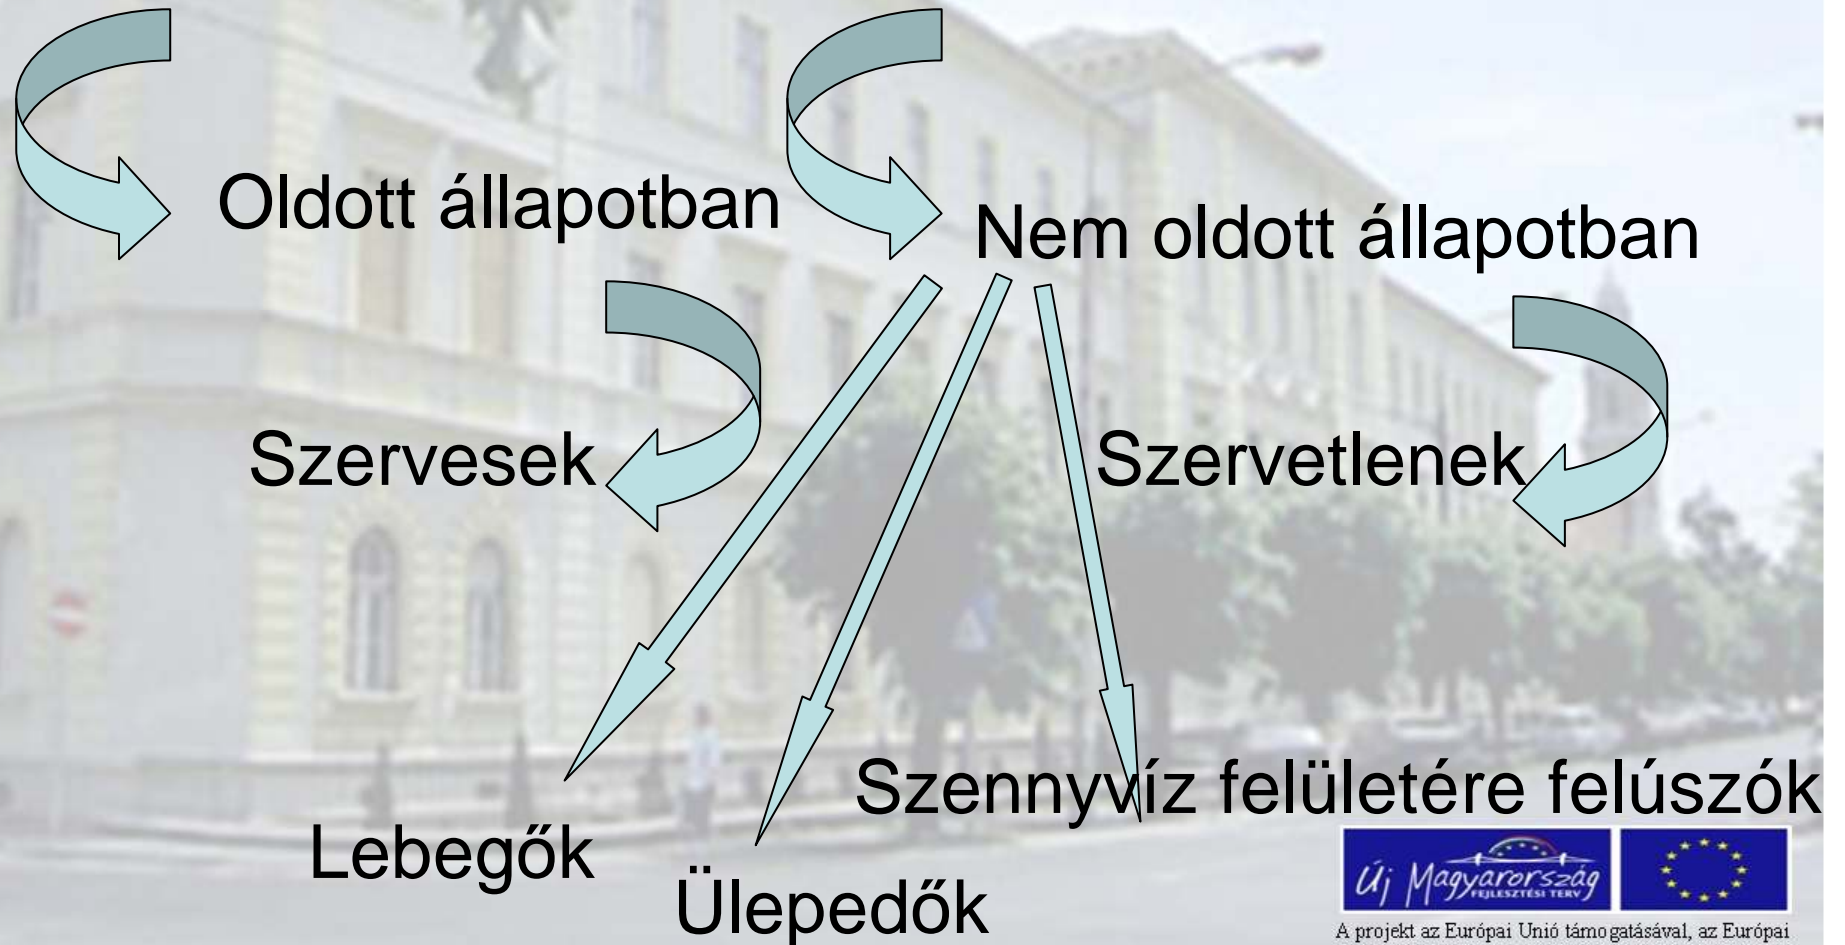 Oldott állapotban
Nem oldott állapotban
Szervesek
Szervetlenek
Szennyvíz felületére felúszók
Lebegők
Ülepedők
Új Magyarország
FEJLESZTÉSI TERV
A projekt az Európai Unió támogatásával, az Európai